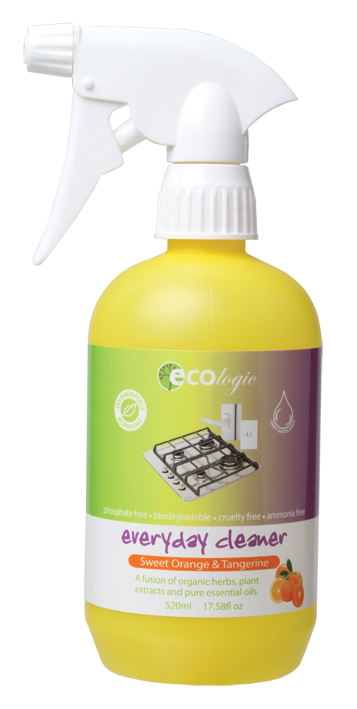 ecologic
ENVIRONMENTALLY
phosphate free • biodegradable • cruelty free • ammonia free
everyday cleaner
Sweet Orange & Tangerine
A fusion of organic herbs, plant
extracts and pure essential oils.
520ml 17.58fl oz